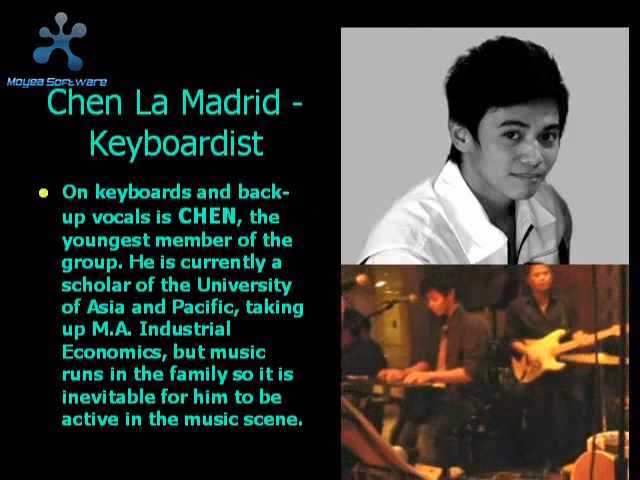 Moyea Software
Chen La Madrid -
Keyboardist
On keyboards and back-
up vocals is CHEN, the
youngest member of the
group. He is currently a
scholar of the University
of Asia and Pacific, taking
up M.A. Industrial
Economics, but music
runs in the family so it is
inevitable for him to be
active in the music scene.